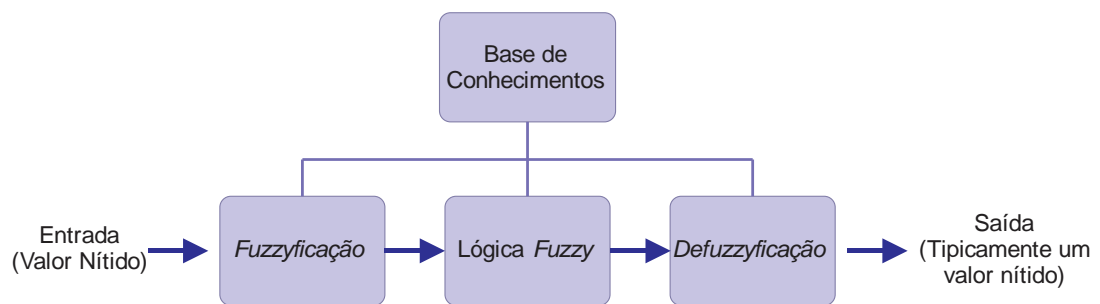 Base de
Conhecimentos
Entrada
(Valor Nítido)
Fuzzyficação
Lógica Fuzzy
Defuzzyficação
Saída
(Tipicamente um
valor nítido)